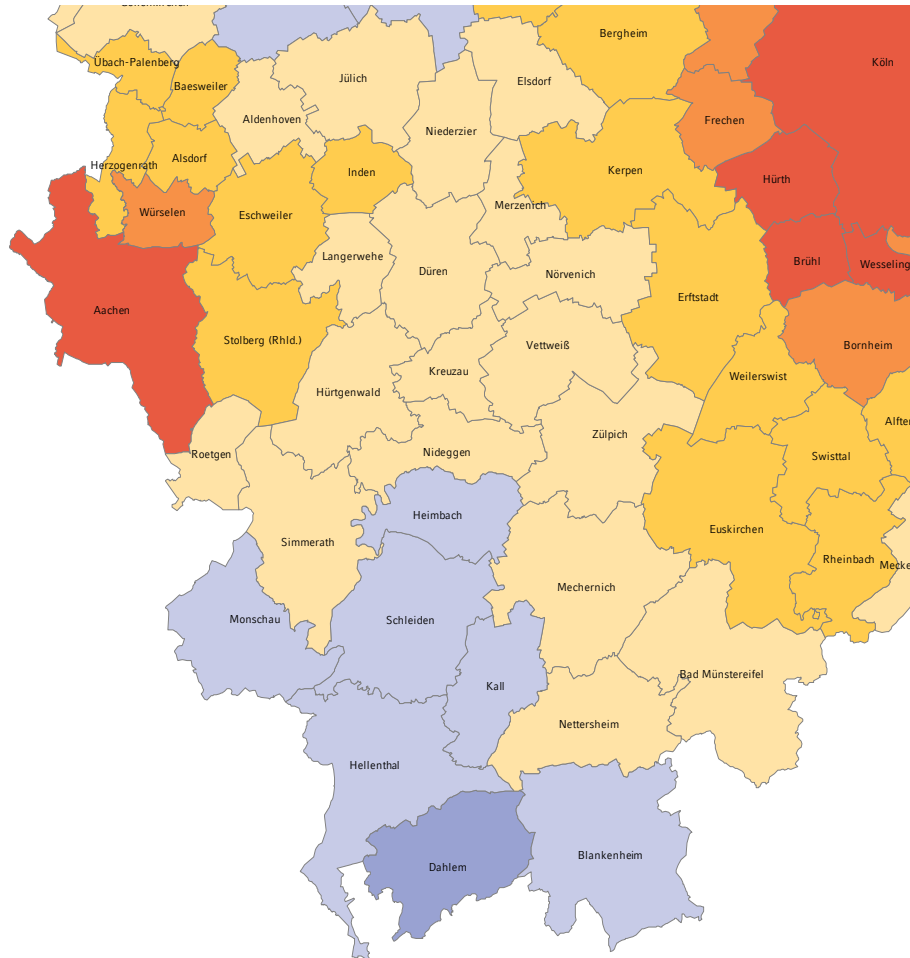 Bergheim
Übach-Palenberg
Köln
Jülich
Elsdorf
Baesweiler
Aldenhoven
Frechen
Niederzier
Alsdorf
Herzogenrath
Inden
Kerpen
Hürth
Merzenich
Würselen
Eschweiler
Langerwehe
Brühl
Wesseling
Düren
Nörvenich
Erftstadt
Aachen
Stolberg (Rhld.)
Vettweiß
Bornheim
Kreuzau
Weilerswist
Hürtgenwald
Alfter
Zülpich
Roetgen
Nideggen
Swisttal
Heimbach
Euskirchen
Simmerath
Rheinbach
Mecke
Mechernich
Monschau
Schleiden
Bad Münstereifel
Kall
Nettersheim
Hellenthal
Blankenheim
Dahlem